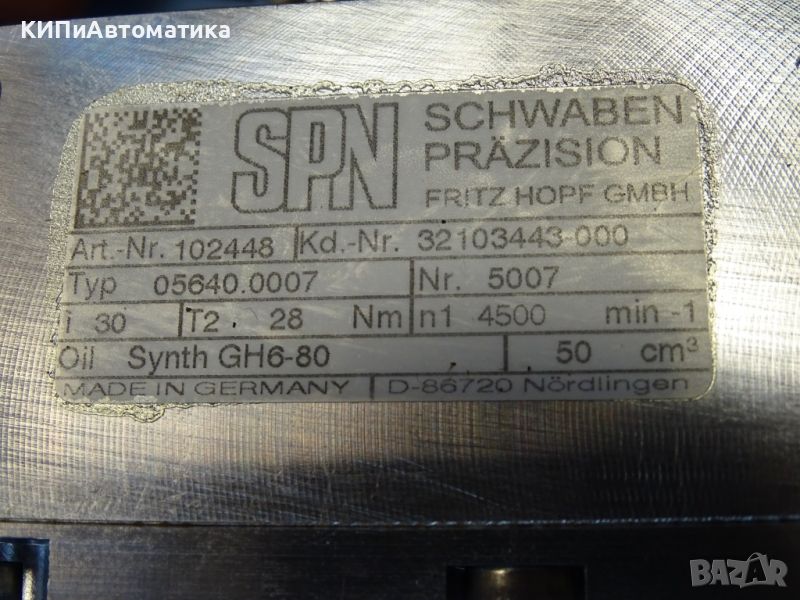 КИПиАвтоматика
SPN
SCHWABEN
PRÄZISION
FRITZ HOPF GMBH
Art.-Nr. 102448 Kd.-Nr. 32103443-000
Typ 05640.0007 Nr. 5007
i 30 T2 28 Nm n1 4500 min -1
Oil Synth GH6-80 50 cm³
MADE IN GERMANY D-86720 Nördlingen
BAZAR